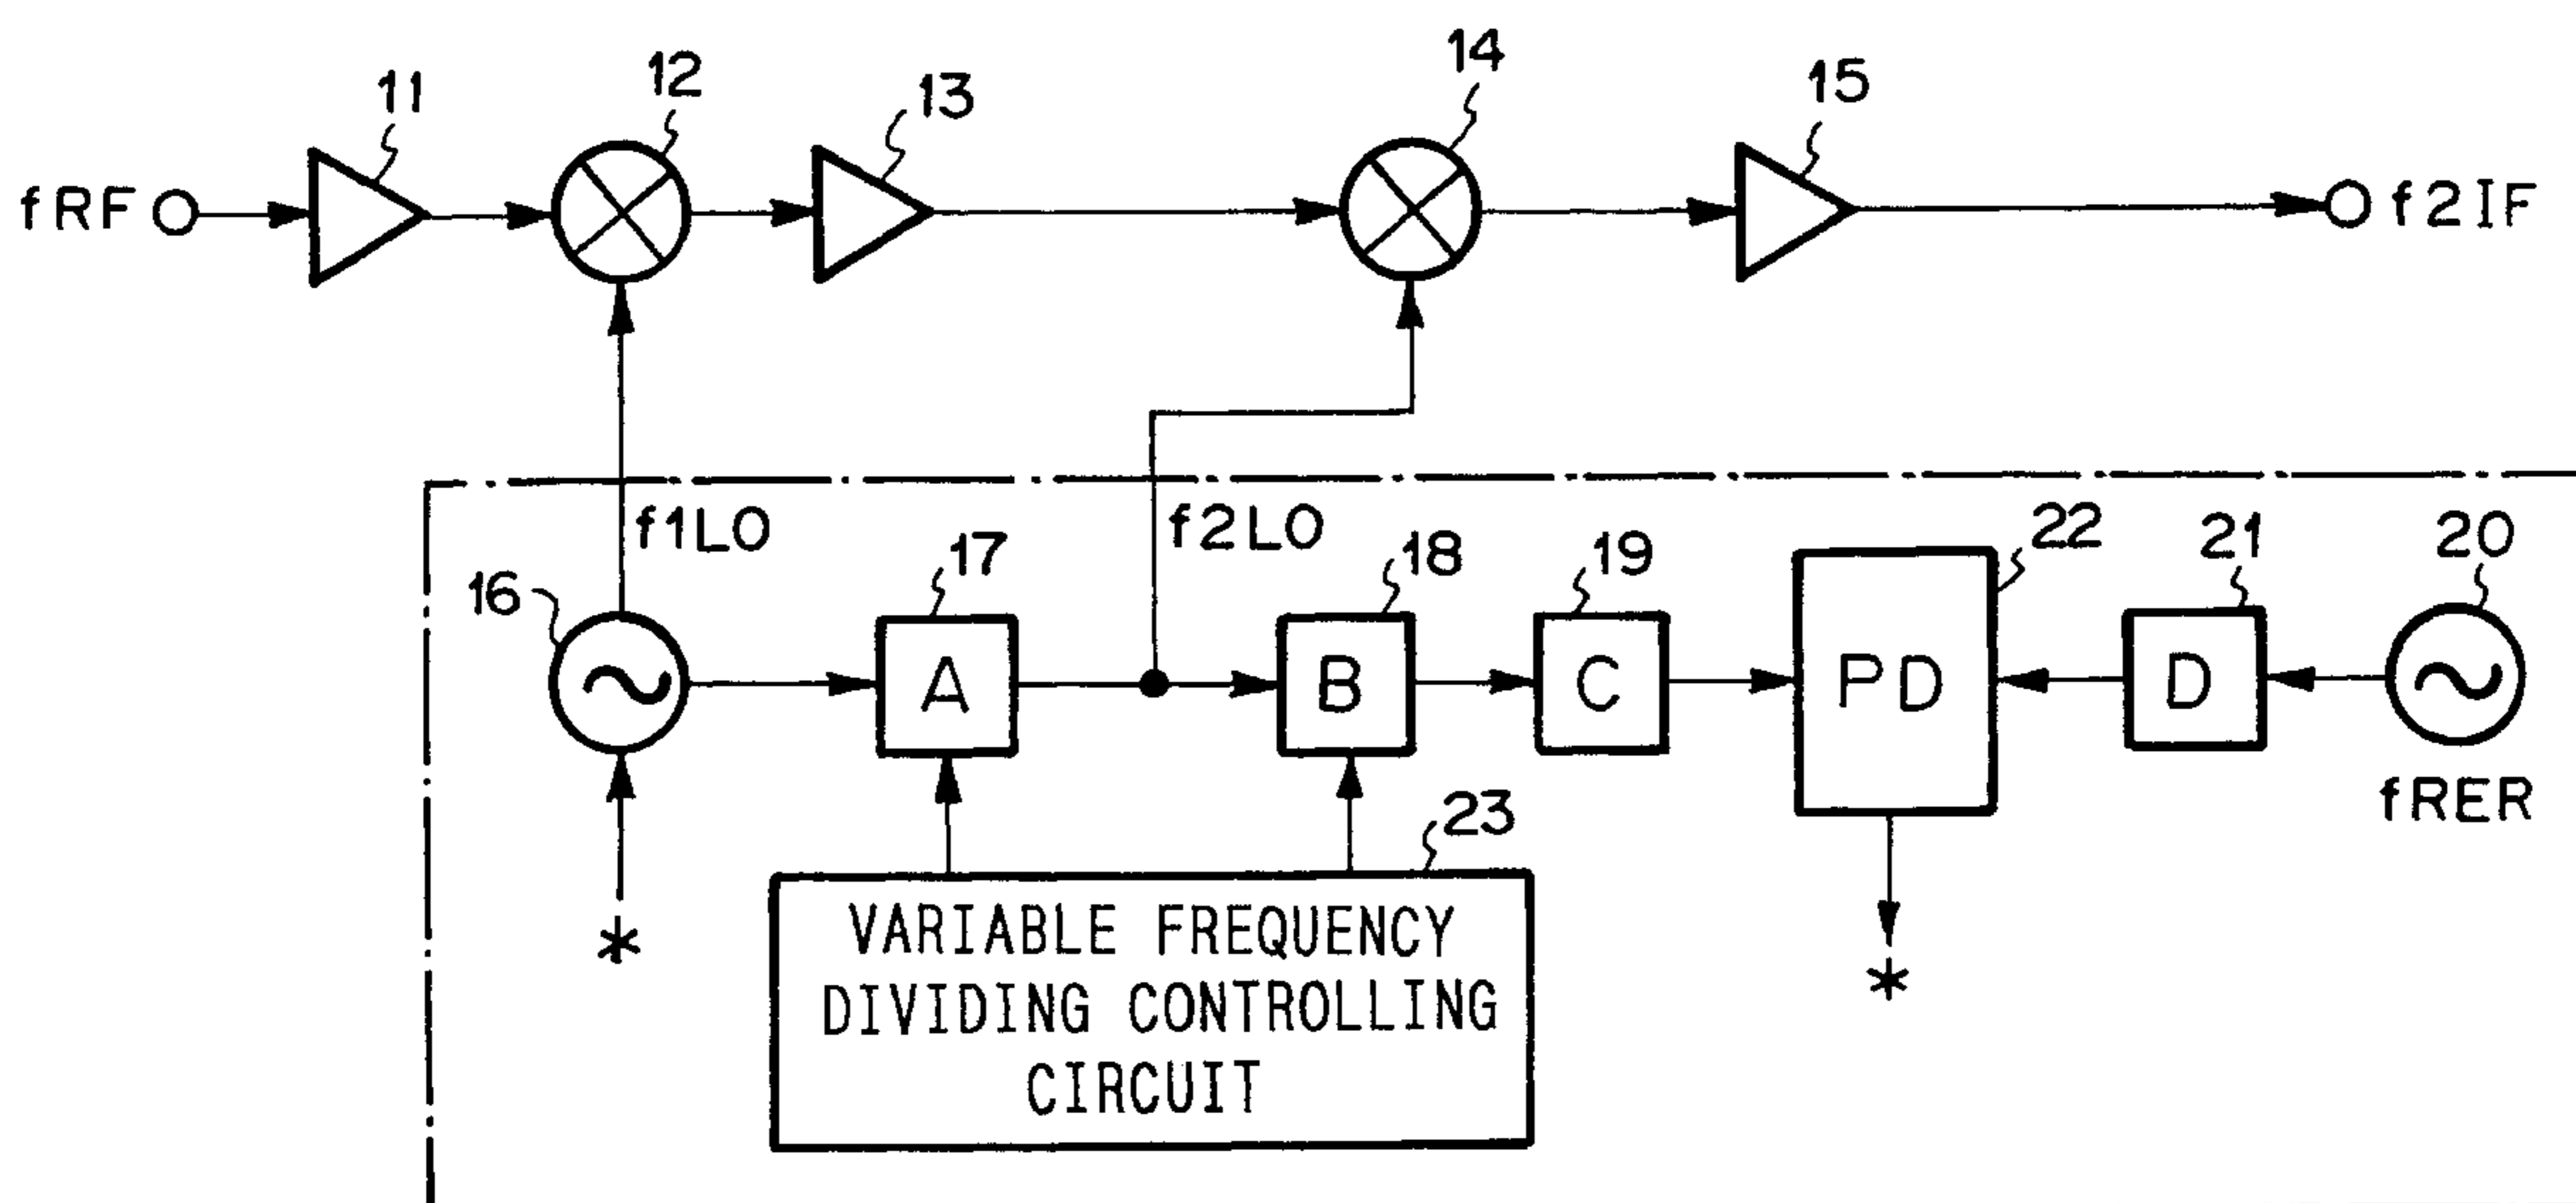 11
12
13
14
15
fRF
f2IF
f1LO
f2LO
16
17
18
19
22
21
20
A
B
C
PD
D
fRER
23
*
*
VARIABLE FREQUENCY
DIVIDING CONTROLLING
CIRCUIT